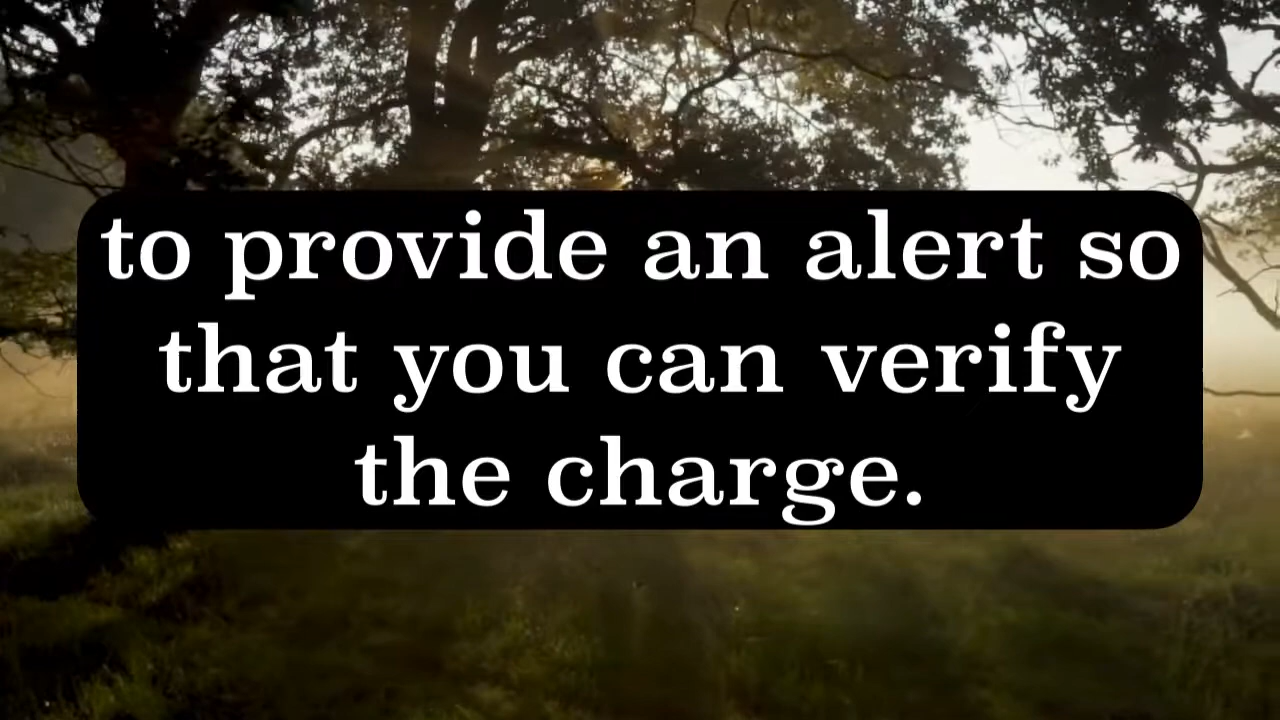 to provide an alert so
that you can verify
the charge.